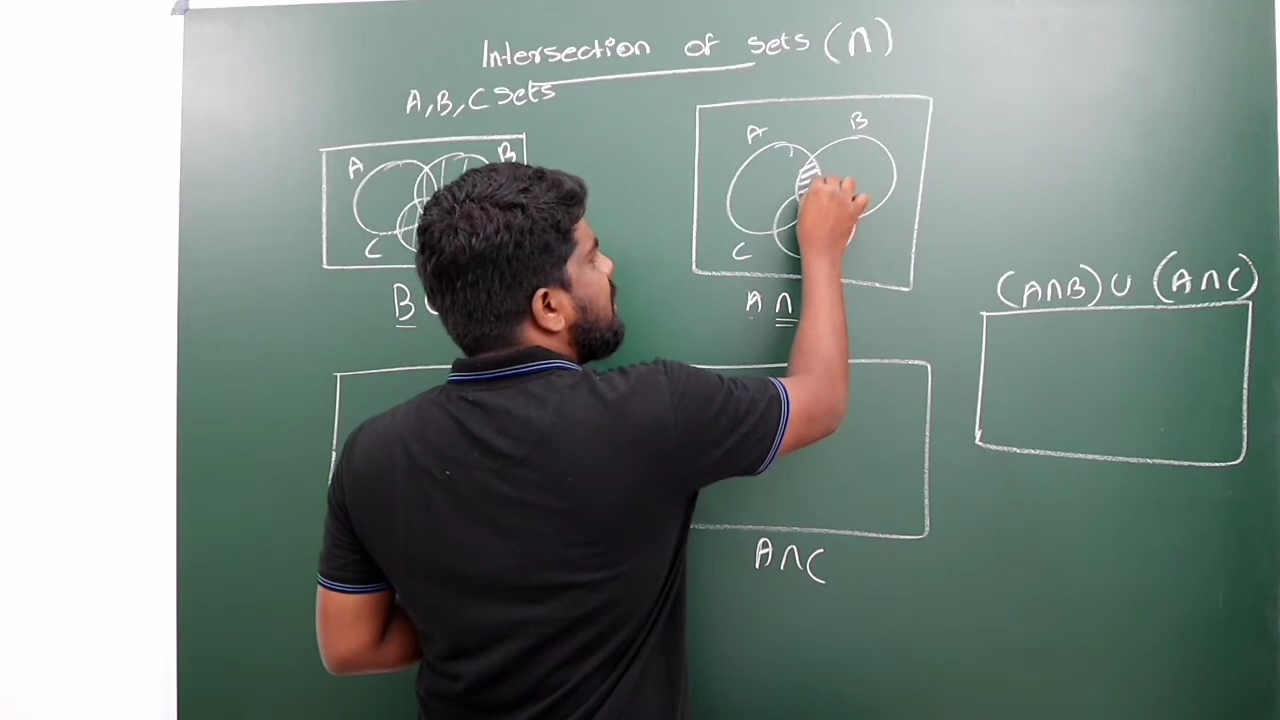 Intersection of sets (∩)
A, B, C sets
A B
C
B
A B
C
A ∩
(A∩B) ∪ (A∩C)
A∩C